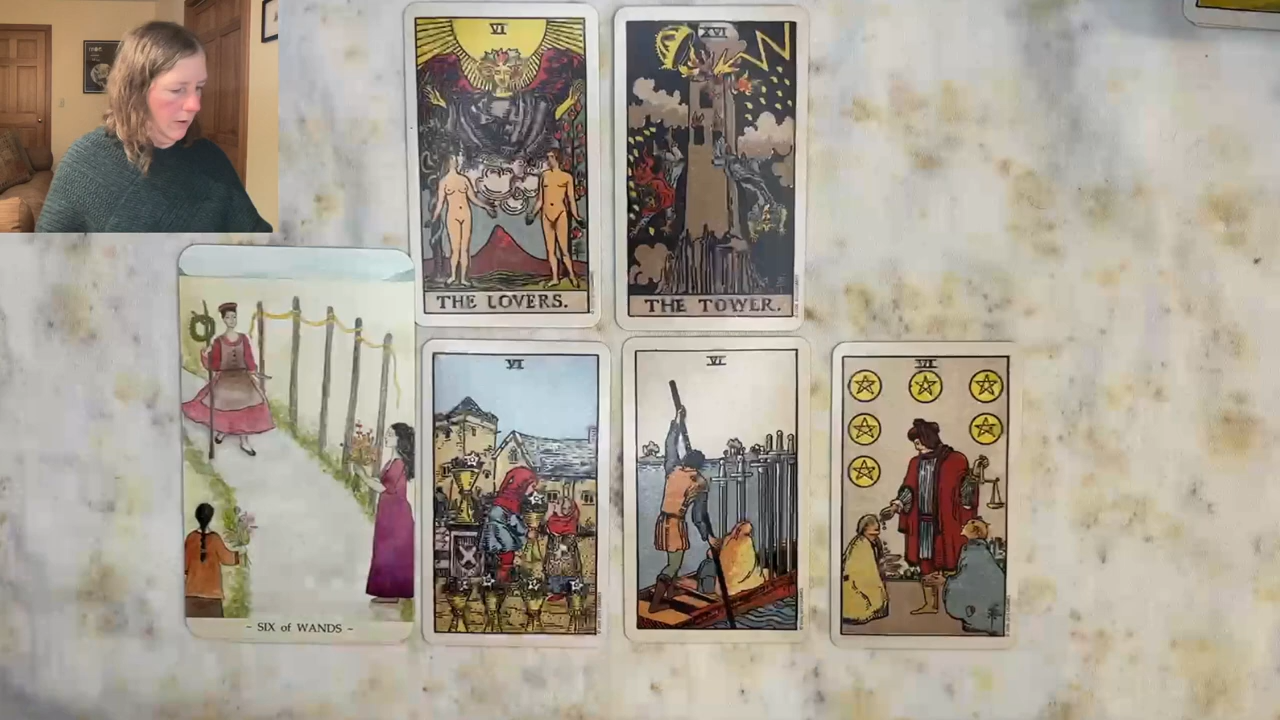 VI
XVI
THE LOVERS.
THE TOWER.
VI
VI
VI
- SIX of WANDS -